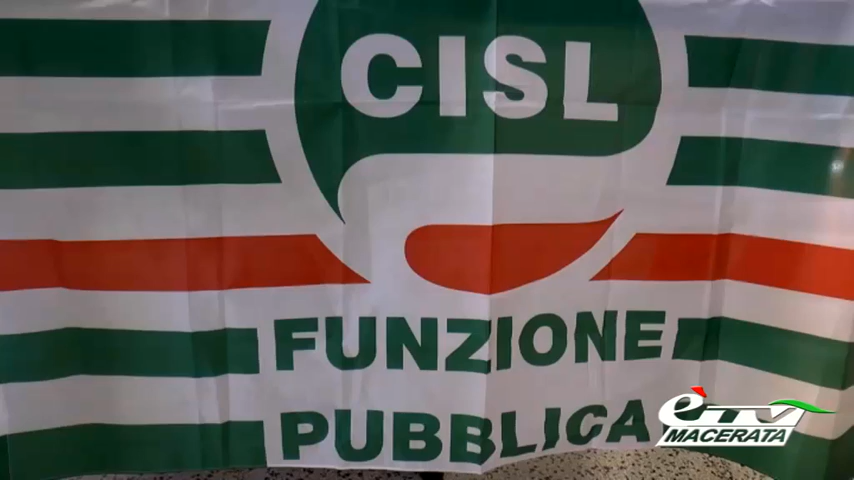 CISL
FUNZIONE
PUBBLICA
èTV
MACERATA